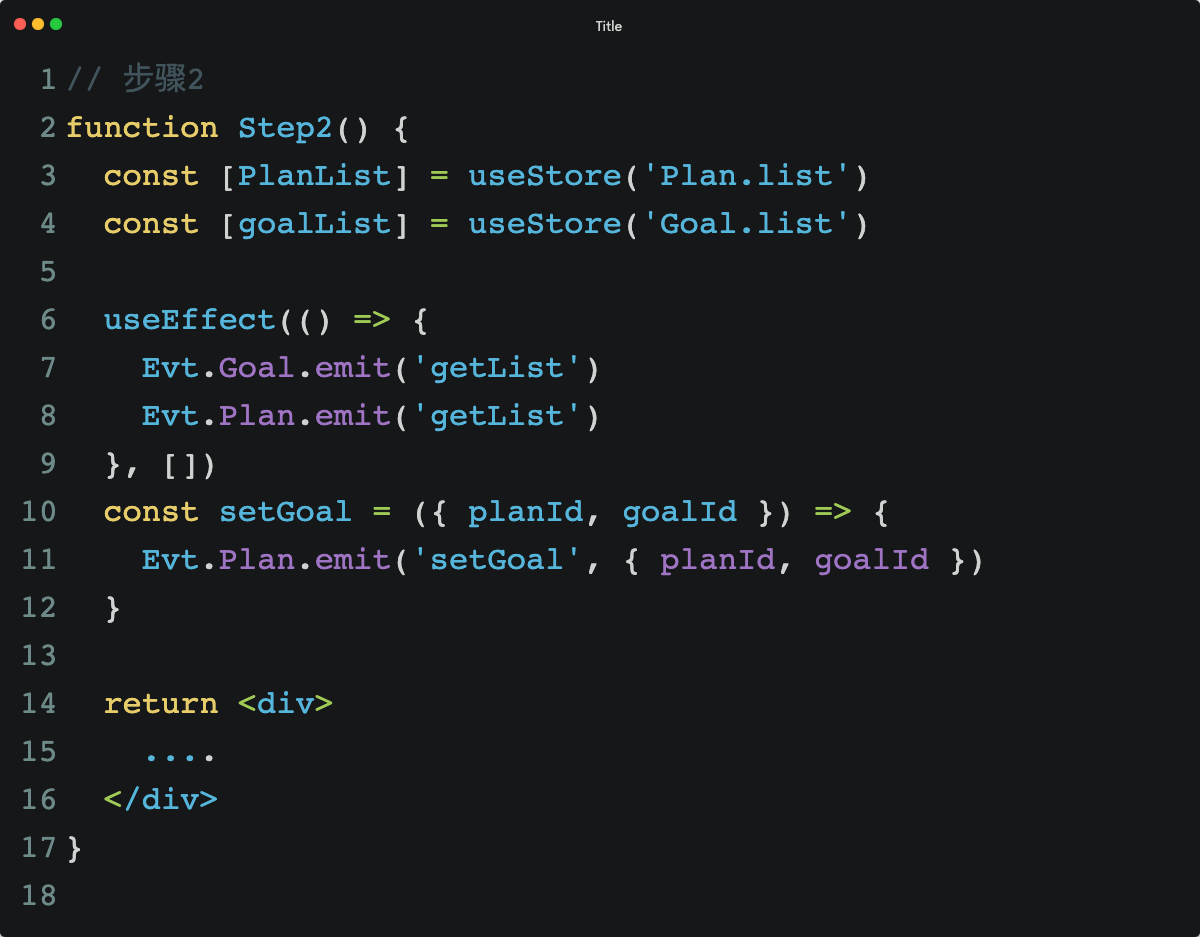 Title
1 // 步骤2
2 function Step2() {
3   const [PlanList] = useStore('Plan.list')
4   const [goalList] = useStore('Goal.list')
5
6   useEffect(() => {
7     Evt.Goal.emit('getList')
8     Evt.Plan.emit('getList')
9   }, [])
10   const setGoal = ({ planId, goalId }) => {
11     Evt.Plan.emit('setGoal', { planId, goalId })
12   }
13
14   return <div>
15     ....
16   </div>
17 }
18